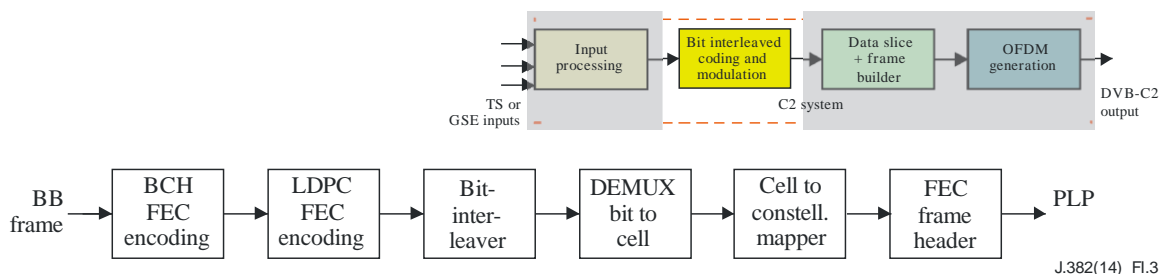 Input
processing
Bit interleaved
coding and
modulation
Data slice
+ frame
builder
OFDM
generation
TS or
GSE inputs
C2 system
DVB-C2
output
BB
frame
BCH
FEC
encoding
LDPC
FEC
encoding
Bit-
inter-
leaver
DEMUX
bit to
cell
Cell to
constell.
mapper
FEC
frame
header
PLP
J.382(14)_FI.3